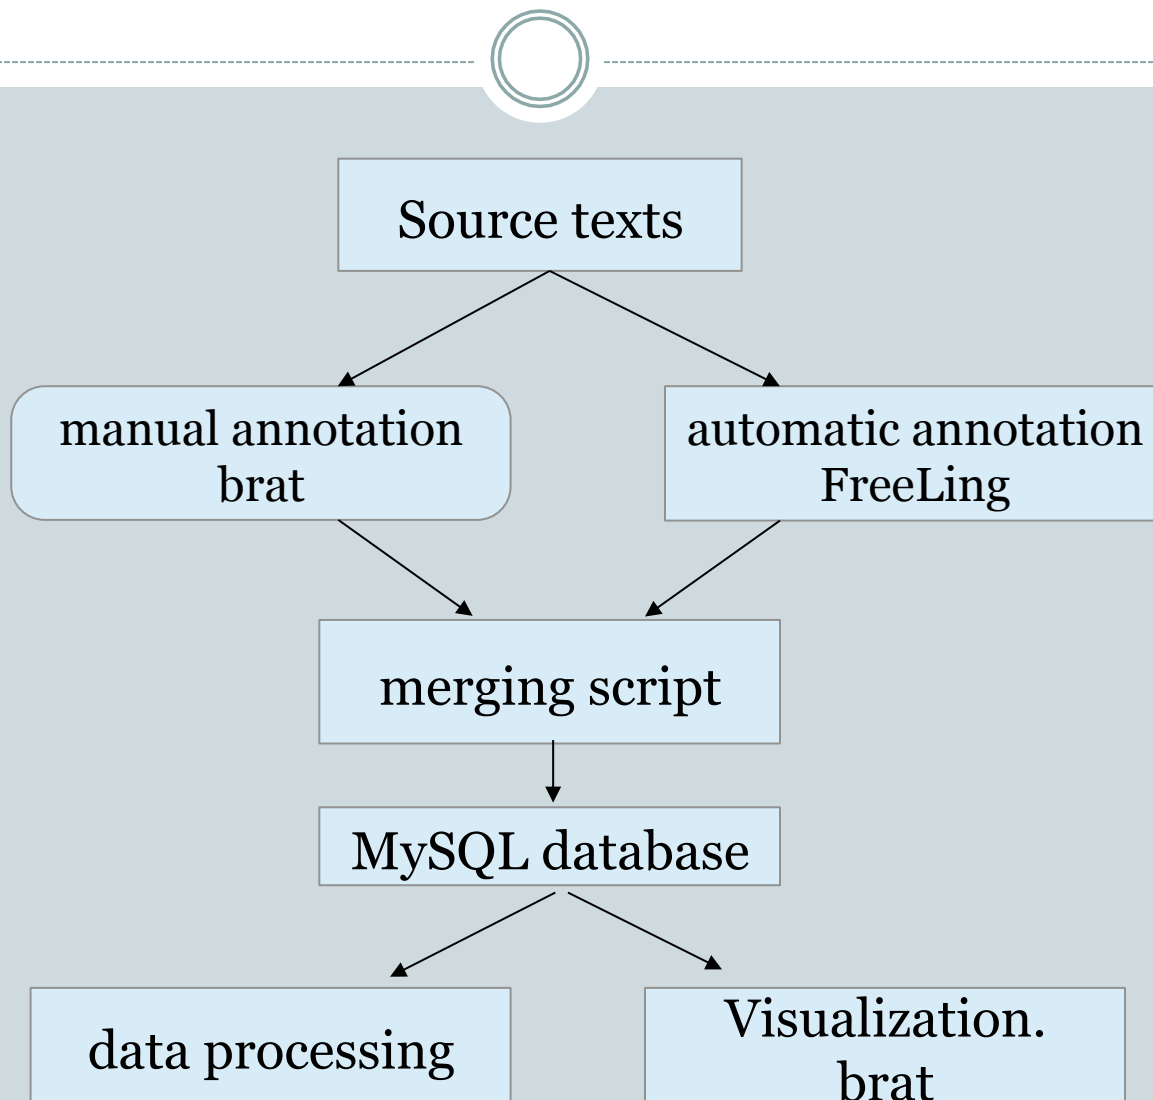 Source texts
manual annotation
brat
automatic annotation
FreeLing
merging script
MySQL database
data processing
Visualization.
brat